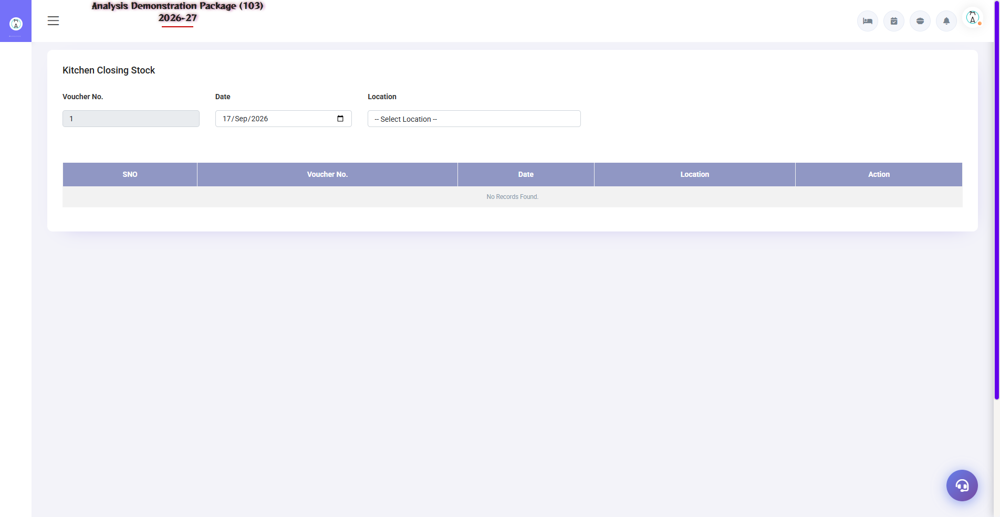 Analysis Demonstration Package (103)
2026-27
Kitchen Closing Stock
Voucher No.
Date
Location
1
17/Sep/2026
-- Select Location --
SNO
Voucher No.
Date
Location
Action
No Records Found.